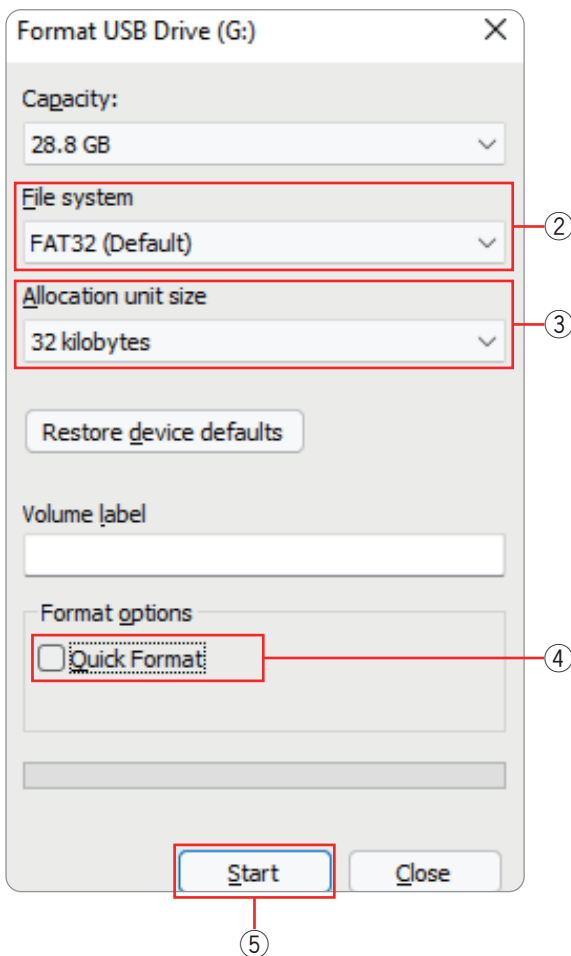 Format USB Drive (G:)
Capacity:
28.8 GB
File system
FAT32 (Default)
②
Allocation unit size
32 kilobytes
③
Restore device defaults
Volume label
Format options
Quick Format
④
Start
Close
⑤